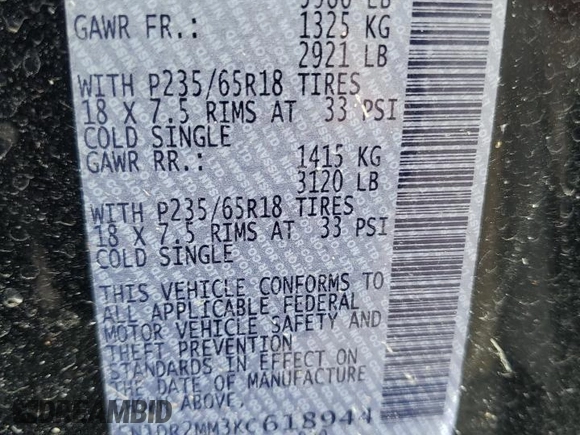 GAWR FR.: 1325 KG
2921 LB
WITH P235/65R18 TIRES
18 X 7.5 RIMS AT 33 PSI
COLD SINGLE
GAWR RR.: 1415 KG
3120 LB
WITH P235/65R18 TIRES
18 X 7.5 RIMS AT 33 PSI
COLD SINGLE
THIS VEHICLE CONFORMS TO
ALL APPLICABLE FEDERAL
MOTOR VEHICLE SAFETY AND
THEFT PREVENTION
STANDARDS IN EFFECT ON
THE DATE OF MANUFACTURE
ABOVE.
5N1DR2MM3KC618944
DREAMBID